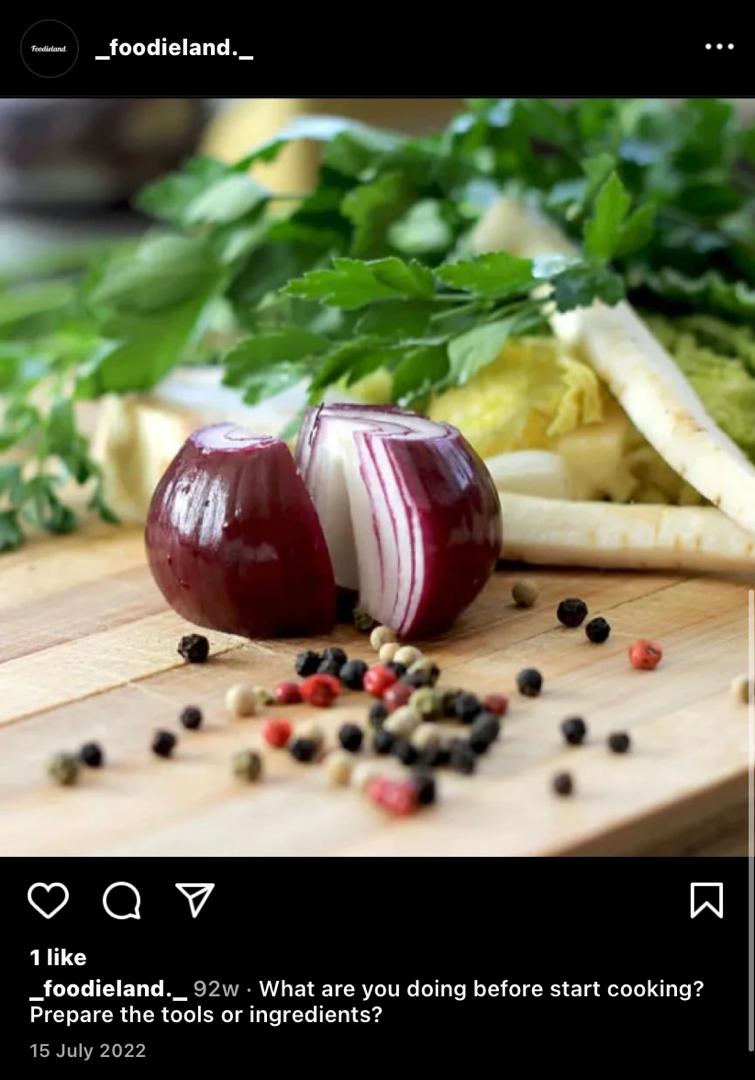 Foodieland.
_foodieland._
1 like
_foodieland._ 92w · What are you doing before start cooking?
Prepare the tools or ingredients?
15 July 2022